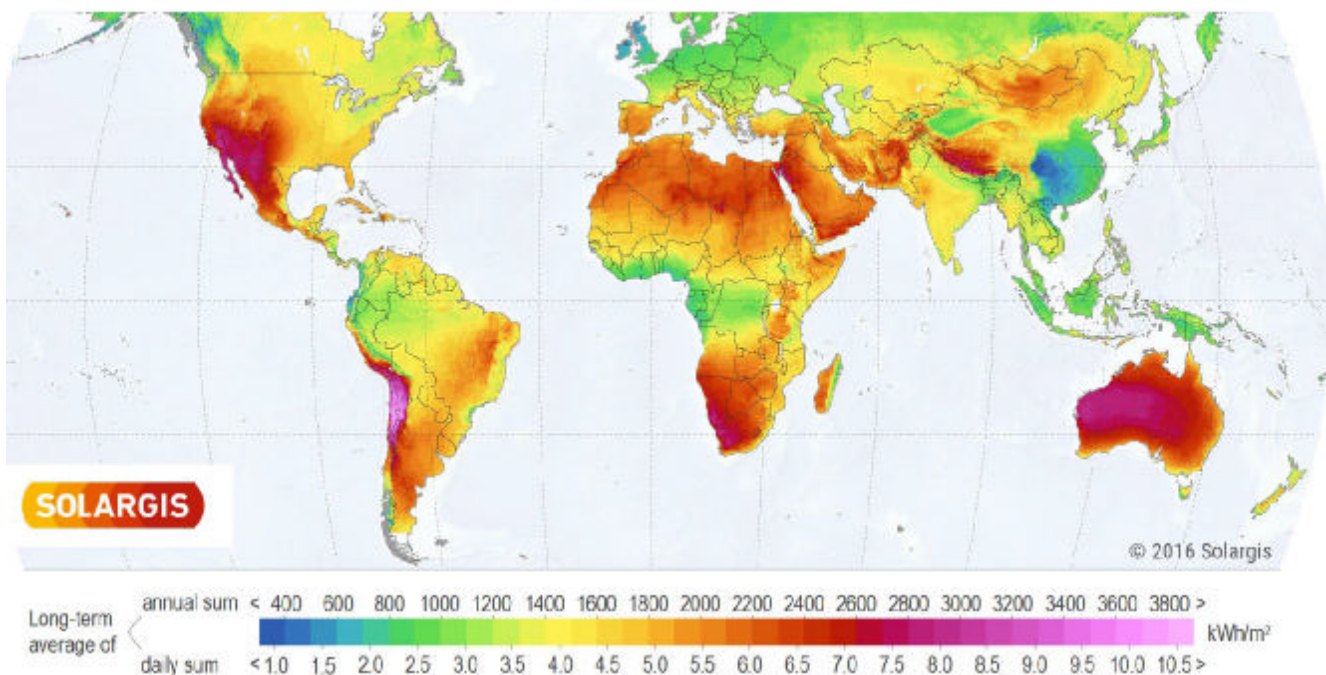 SOLARGIS
© 2016 Solargis
Long-term average of
annual sum < 400 600 800 1000 1200 1400 1600 1800 2000 2200 2400 2600 2800 3000 3200 3400 3600 3800 >
kWh/m²
daily sum < 1.0 1.5 2.0 2.5 3.0 3.5 4.0 4.5 5.0 5.5 6.0 6.5 7.0 7.5 8.0 8.5 9.0 9.5 10.0 10.5 >